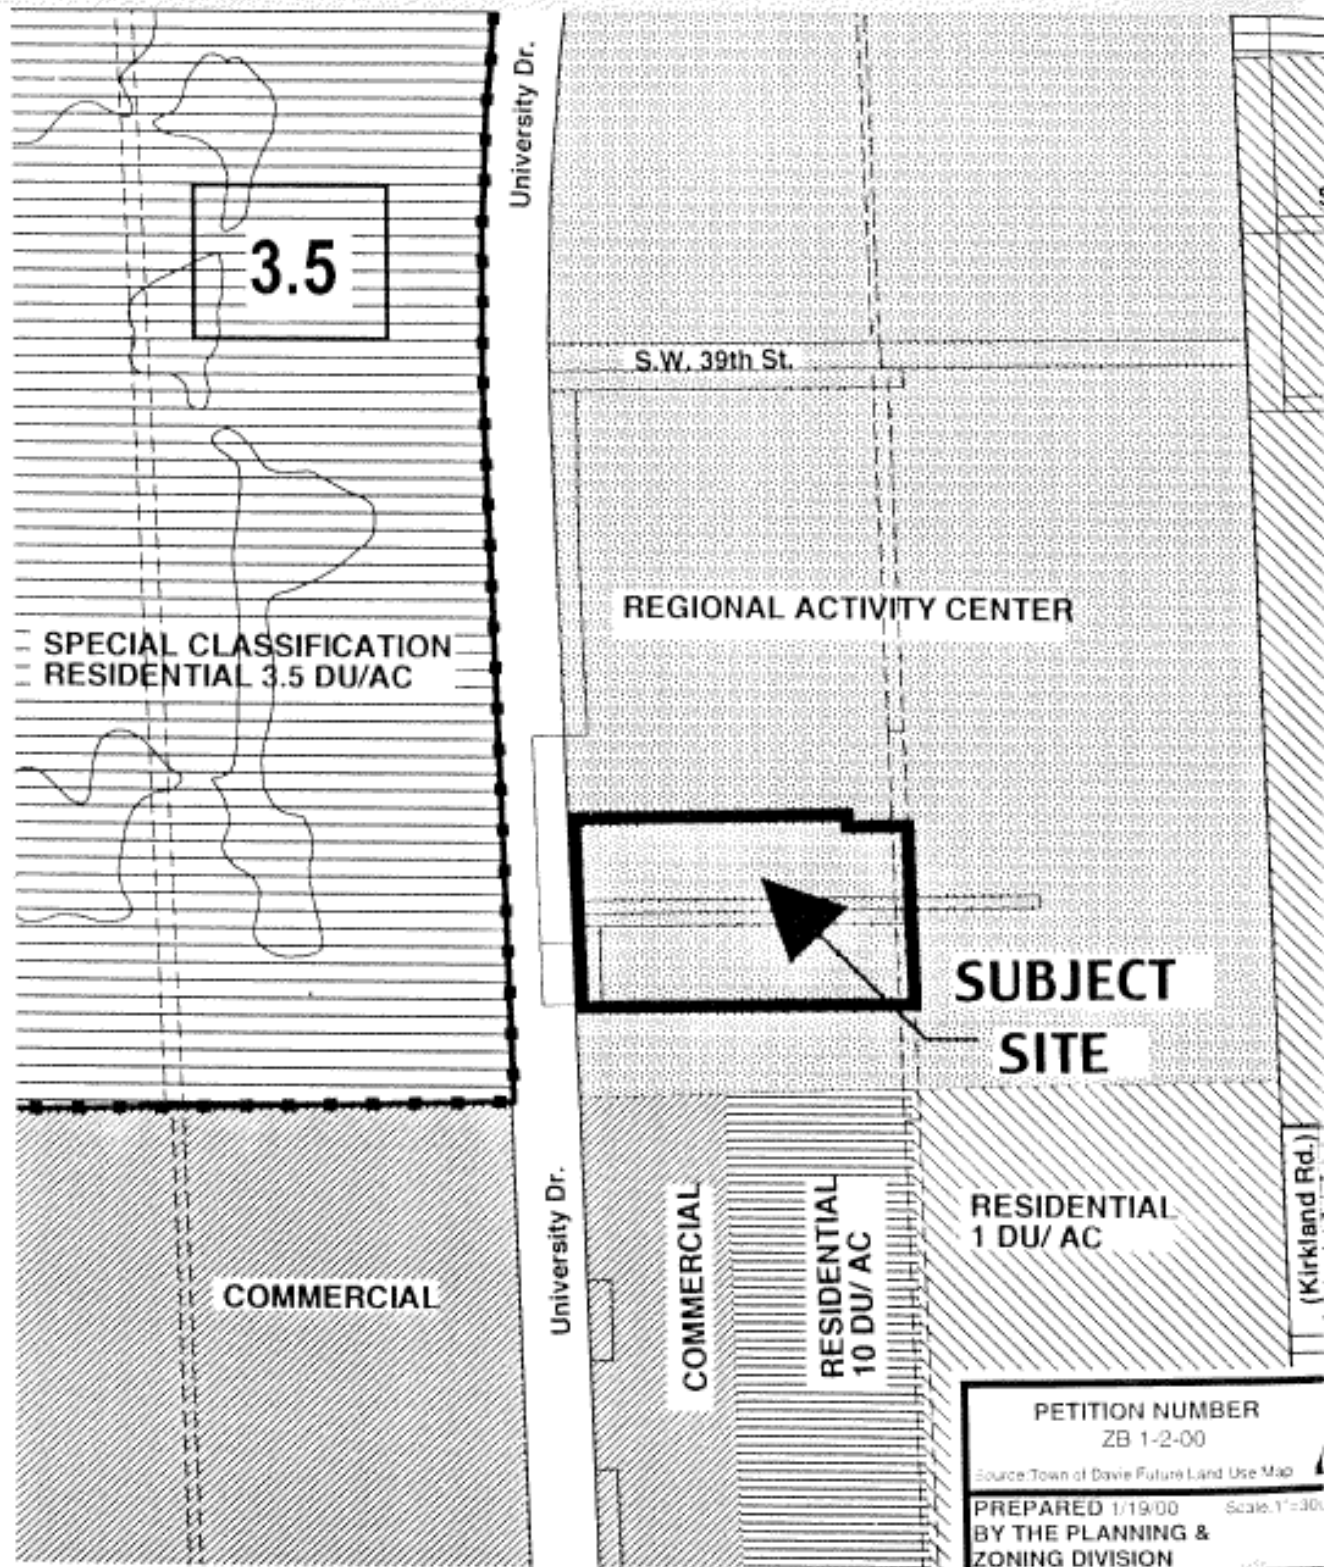 University Dr.
3.5
S.W. 39th St.
REGIONAL ACTIVITY CENTER
SPECIAL CLASSIFICATION
RESIDENTIAL 3.5 DU/AC
SUBJECT
SITE
University Dr.
COMMERCIAL
COMMERCIAL
RESIDENTIAL
10 DU/ AC
RESIDENTIAL
1 DU/ AC
(Kirkland Rd.)
PETITION NUMBER
ZB 1-2-00
Source:Town of Davie Future Land Use Map
PREPARED 1/19/00
Scale:
BY THE PLANNING &
ZONING DIVISION